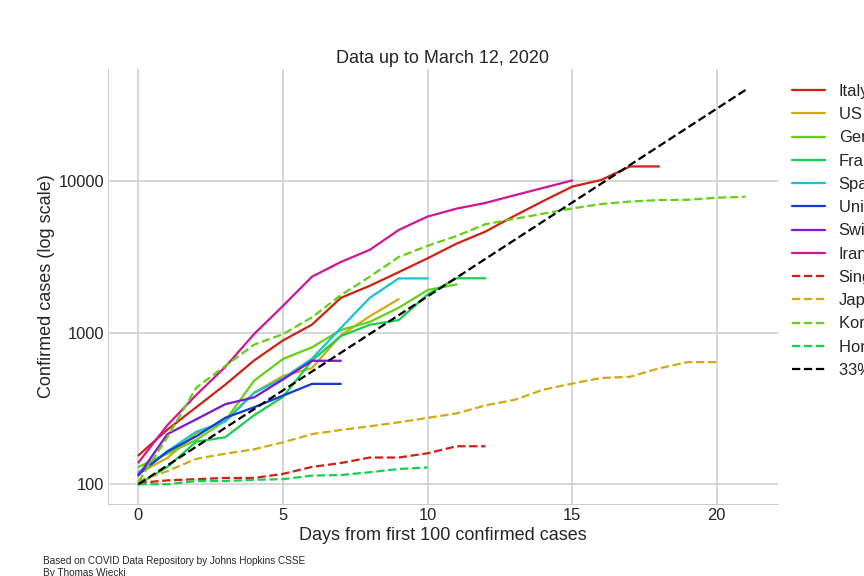 Data up to March 12, 2020
Confirmed cases (log scale)
10000
1000
100
0 5 10 15 20
Days from first 100 confirmed cases
Italy
US
Ger
Fra
Spa
Uni
Swi
Iran
Sing
Jap
Kor
Hon
33%
Based on COVID Data Repository by Johns Hopkins CSSE
By Thomas Wiecki